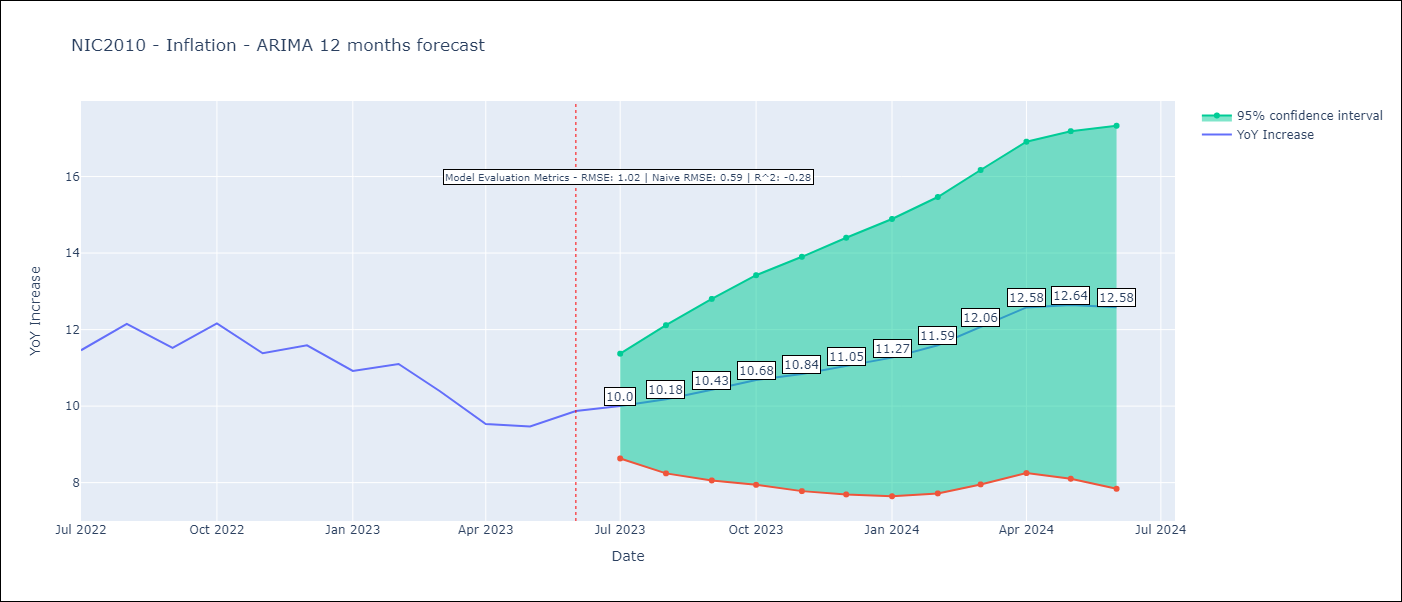 NIC2010 - Inflation - ARIMA 12 months forecast
95% confidence interval
YoY Increase
Model Evaluation Metrics - RMSE: 1.02 | Naive RMSE: 0.59 | R^2: -0.28
YoY Increase
16
14
12
10
8
10.0
10.18
10.43
10.68
10.84
11.05
11.27
11.59
12.06
12.58
12.64
12.58
Jul 2022
Oct 2022
Jan 2023
Apr 2023
Jul 2023
Oct 2023
Jan 2024
Apr 2024
Jul 2024
Date